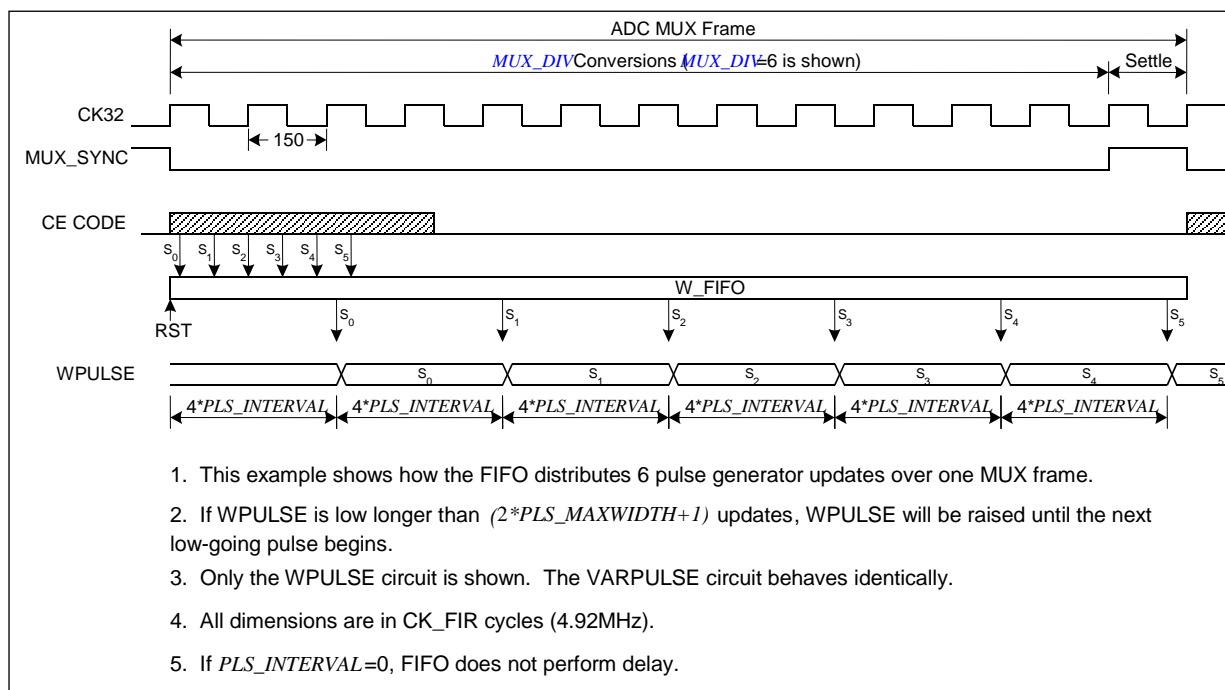 ADC MUX Frame
MUX_DIV Conversions (MUX_DIV=6 is shown)
Settle
CK32
150
MUX_SYNC
CE CODE
S0 S1 S2 S3 S4 S5
W_FIFO
RST
S0 S1 S2 S3 S4 S5
WPULSE
S0 S1 S2 S3 S4 S5
4*PLS_INTERVAL 4*PLS_INTERVAL 4*PLS_INTERVAL 4*PLS_INTERVAL 4*PLS_INTERVAL 4*PLS_INTERVAL
1. This example shows how the FIFO distributes 6 pulse generator updates over one MUX frame.
2. If WPULSE is low longer than (2*PLS_MAXWIDTH+1) updates, WPULSE will be raised until the next
low-going pulse begins.
3. Only the WPULSE circuit is shown. The VARPULSE circuit behaves identically.
4. All dimensions are in CK_FIR cycles (4.92MHz).
5. If PLS_INTERVAL=0, FIFO does not perform delay.